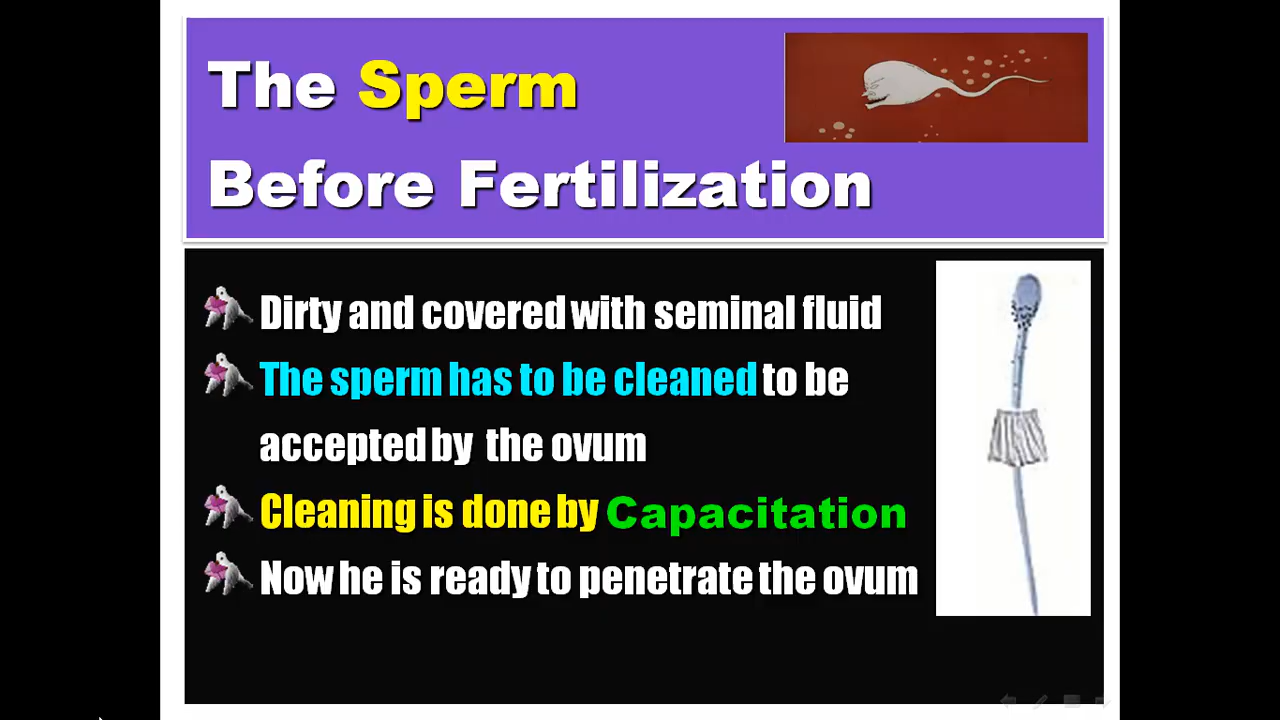 The Sperm
Before Fertilization
Dirty and covered with seminal fluid
The sperm has to be cleaned to be
accepted by the ovum
Cleaning is done by Capacitation
Now he is ready to penetrate the ovum